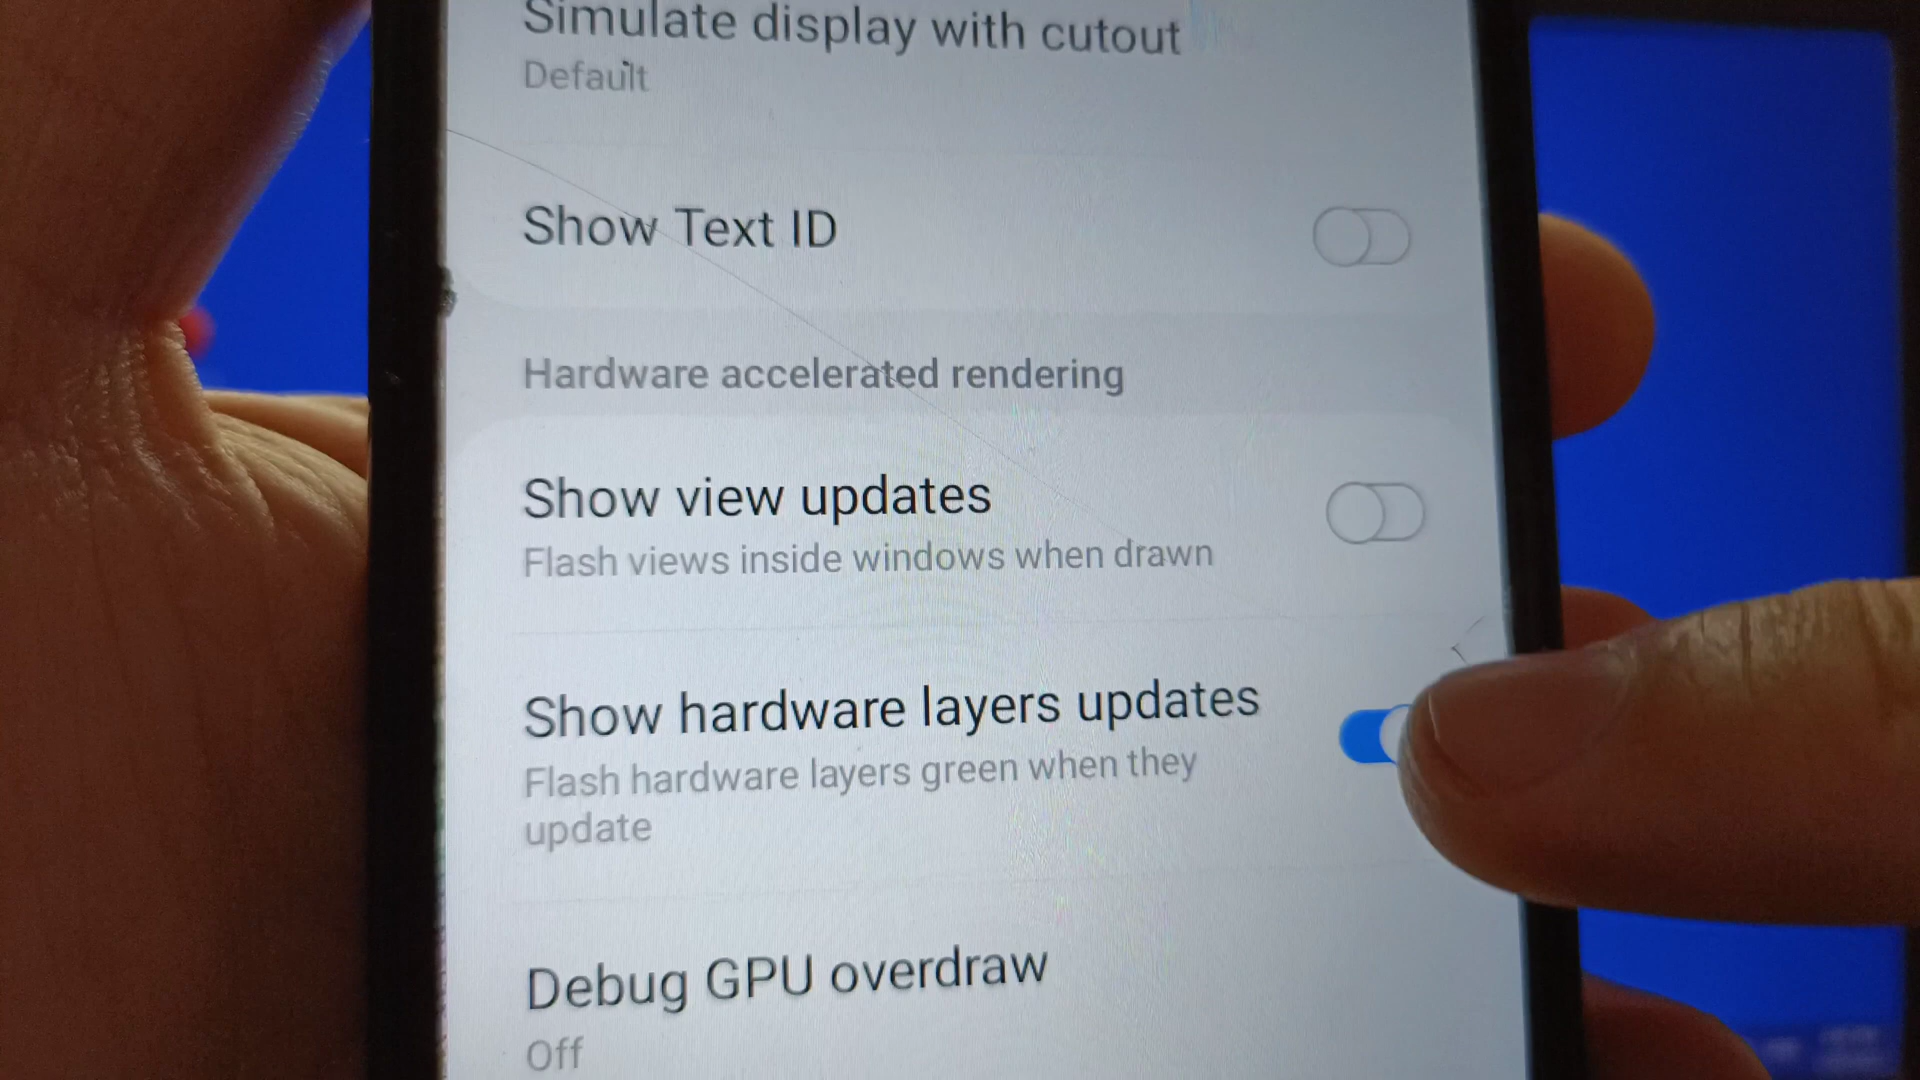 Simulate display with cutout
Default
Show Text ID
Hardware accelerated rendering
Show view updates
Flash views inside windows when drawn
Show hardware layers updates
Flash hardware layers green when they
update
Debug GPU overdraw
Off